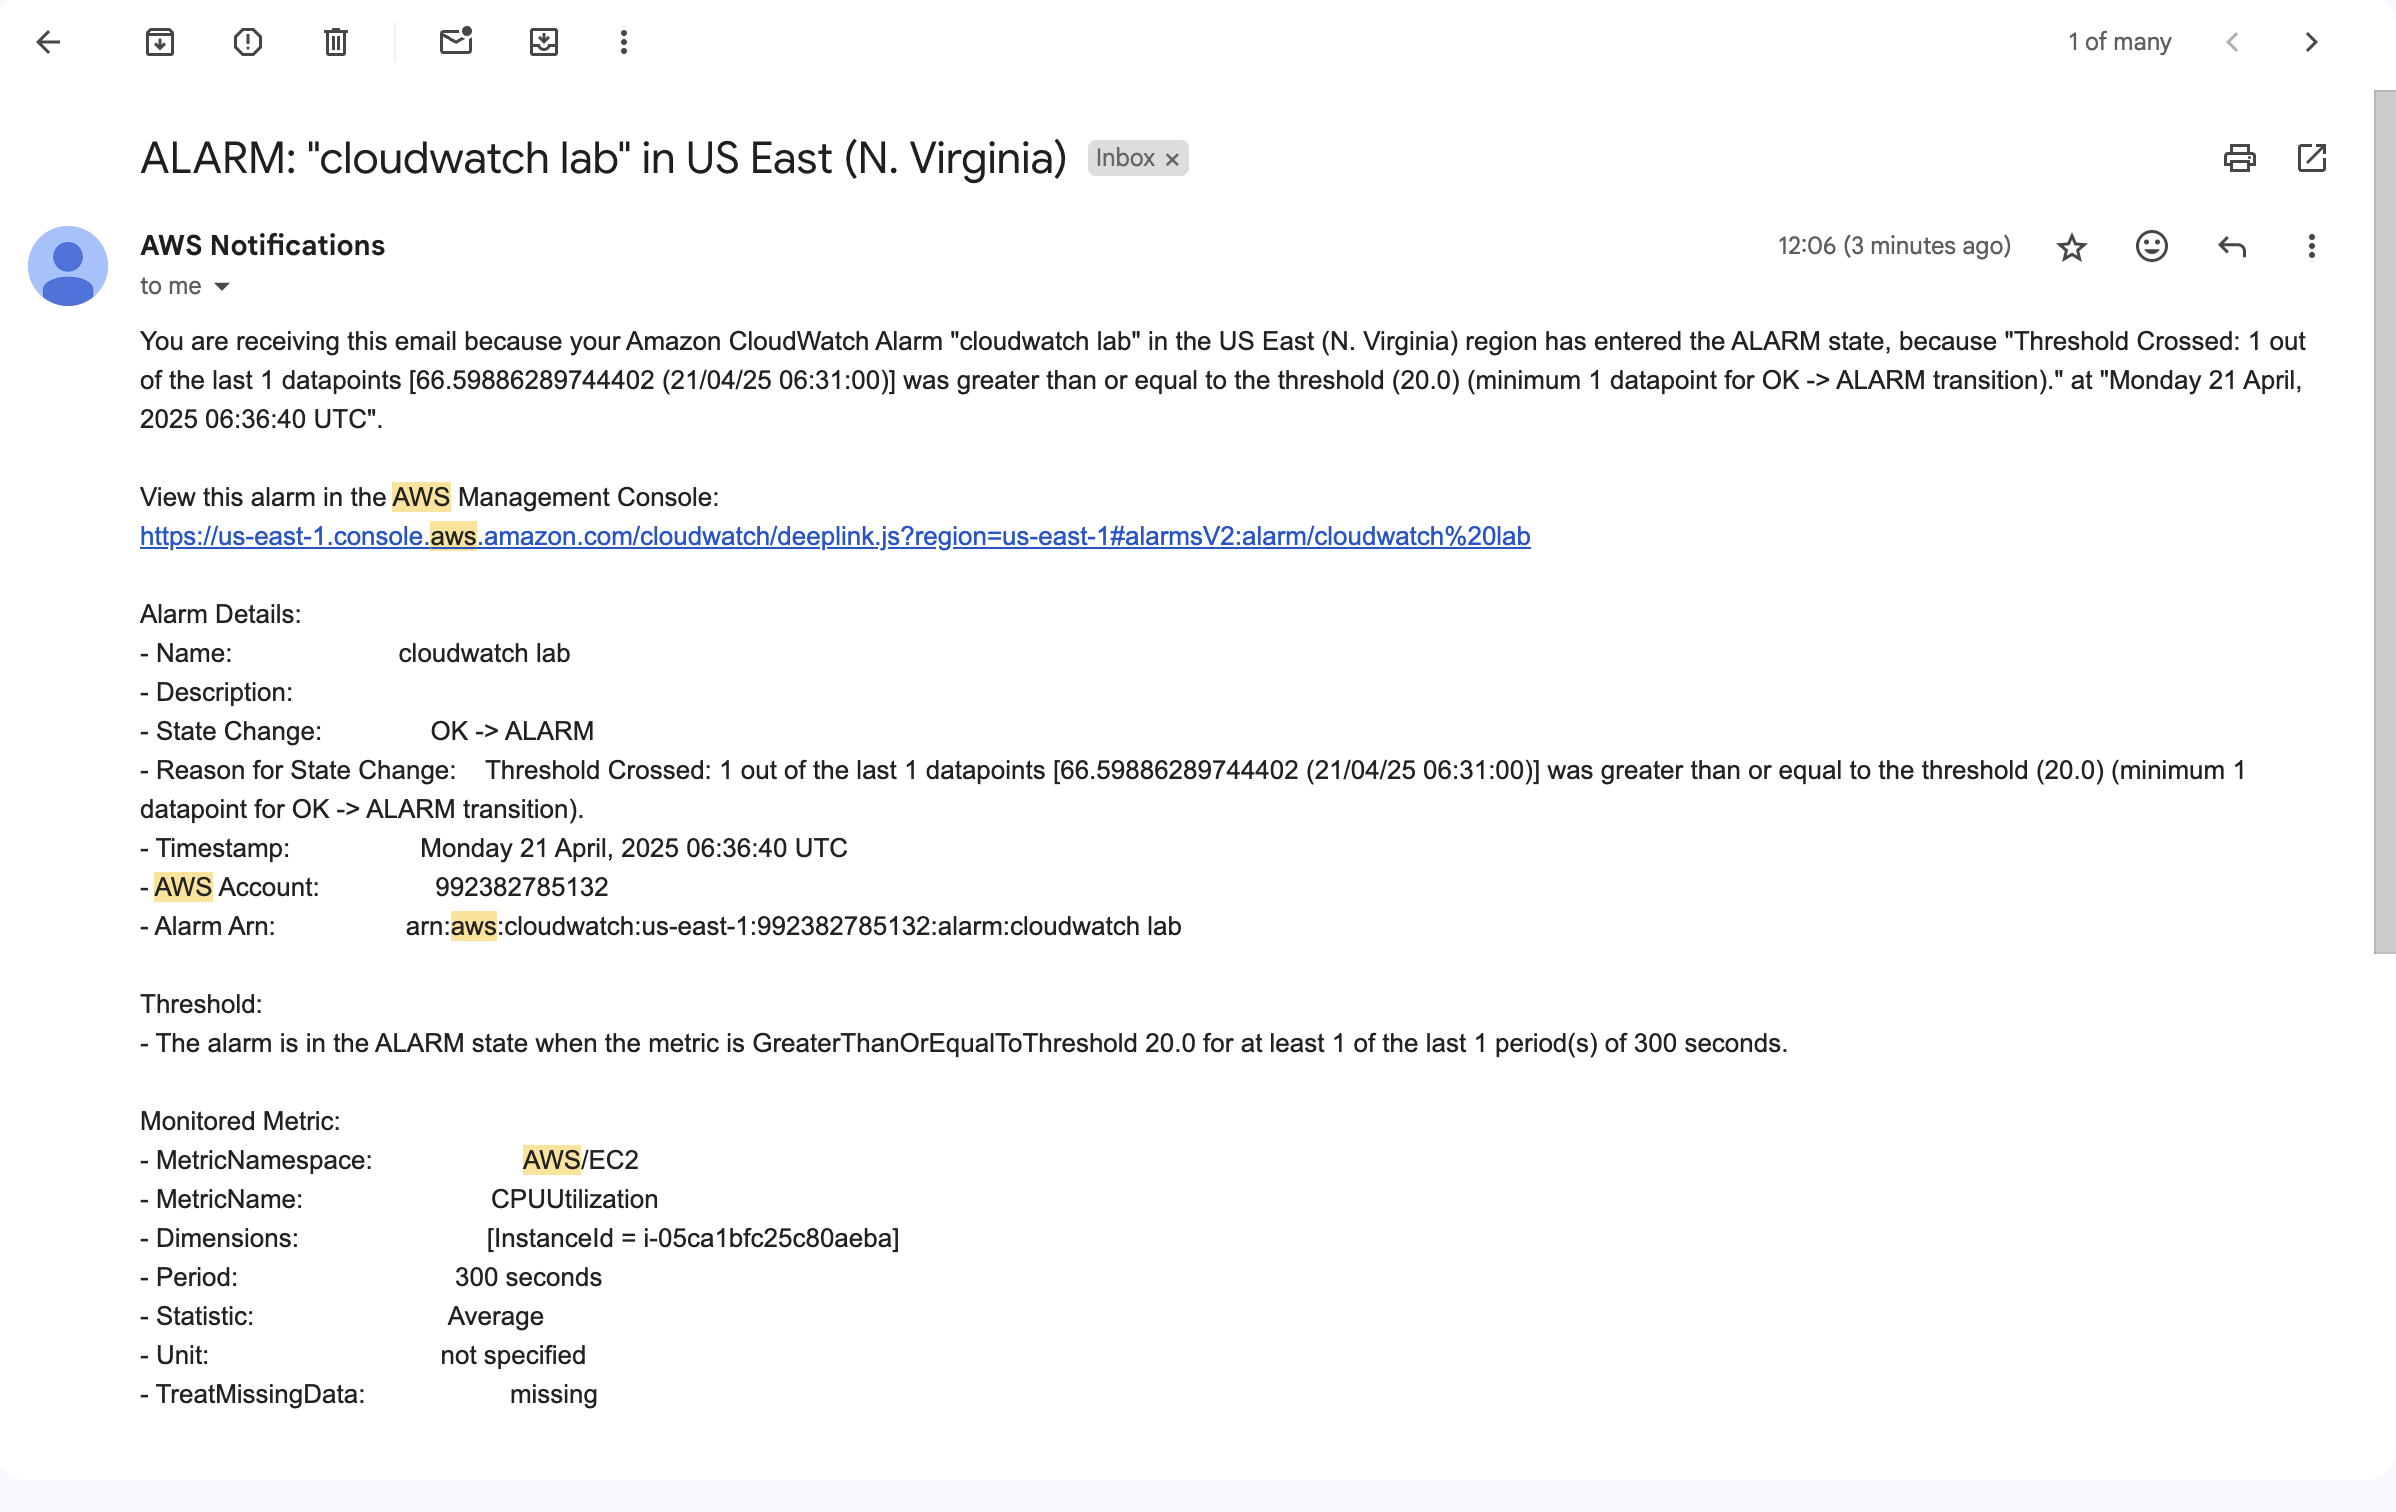 1 of many
ALARM: "cloudwatch lab" in US East (N. Virginia) Inbox ×
AWS Notifications 12:06 (3 minutes ago)
to me
You are receiving this email because your Amazon CloudWatch Alarm "cloudwatch lab" in the US East (N. Virginia) region has entered the ALARM state, because "Threshold Crossed: 1 out
of the last 1 datapoints [66.59886289744402 (21/04/25 06:31:00)] was greater than or equal to the threshold (20.0) (minimum 1 datapoint for OK -> ALARM transition)." at "Monday 21 April,
2025 06:36:40 UTC".
View this alarm in the AWS Management Console:
https://us-east-1.console.aws.amazon.com/cloudwatch/deeplink.js?region=us-east-1#alarmsV2:alarm/cloudwatch%20lab
Alarm Details:
- Name: cloudwatch lab
- Description:
- State Change: OK -> ALARM
- Reason for State Change: Threshold Crossed: 1 out of the last 1 datapoints [66.59886289744402 (21/04/25 06:31:00)] was greater than or equal to the threshold (20.0) (minimum 1
datapoint for OK -> ALARM transition).
- Timestamp: Monday 21 April, 2025 06:36:40 UTC
- AWS Account: 992382785132
- Alarm Arn: arn:aws:cloudwatch:us-east-1:992382785132:alarm:cloudwatch lab
Threshold:
- The alarm is in the ALARM state when the metric is GreaterThanOrEqualToThreshold 20.0 for at least 1 of the last 1 period(s) of 300 seconds.
Monitored Metric:
- MetricNamespace: AWS/EC2
- MetricName: CPUUtilization
- Dimensions: [InstanceId = i-05ca1bfc25c80aeba]
- Period: 300 seconds
- Statistic: Average
- Unit: not specified
- TreatMissingData: missing